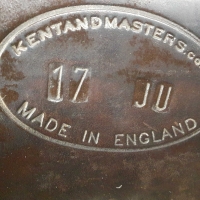 KENTANDMASTERS.co
17 JU
MADE IN ENGLAND